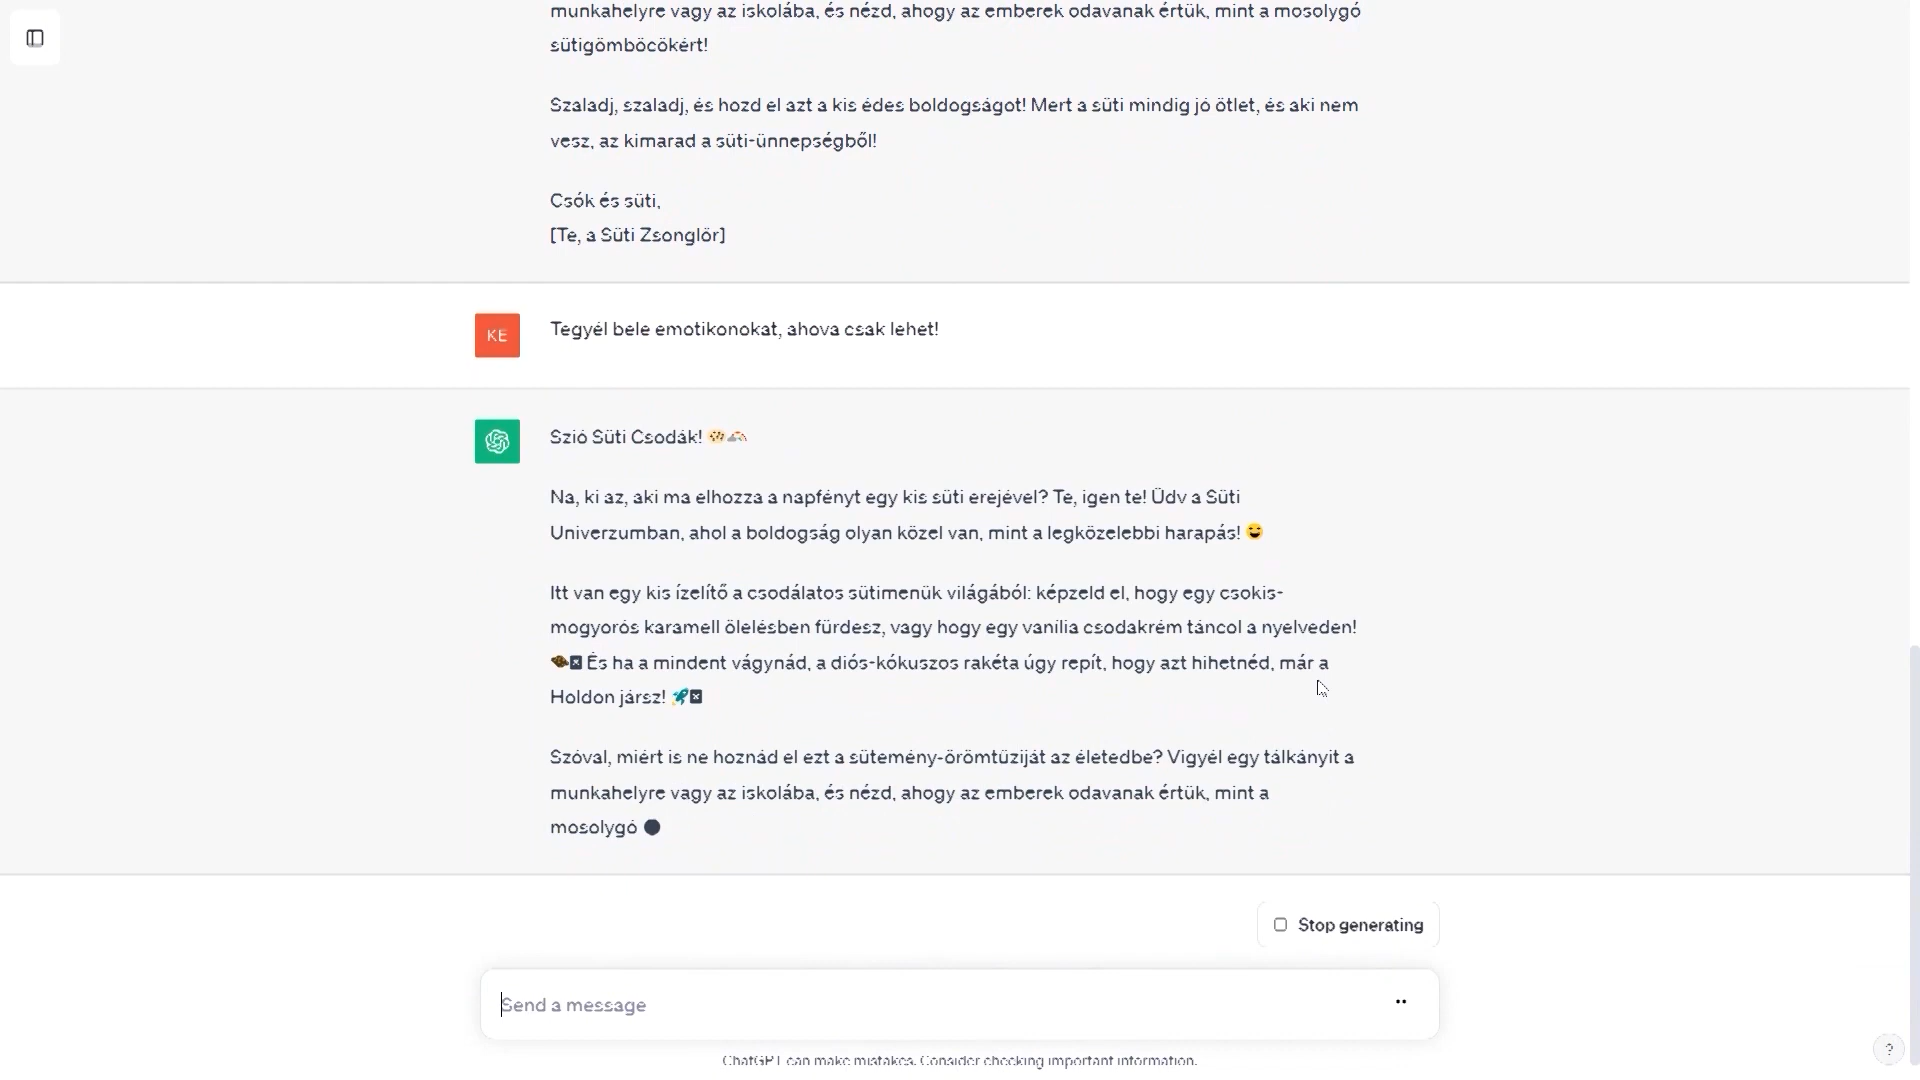 munkahelyre vagy az iskolába, és nézd, ahogy az emberek odavanak értük, mint a mosolygó
sütigömböcökért!
Szaladj, szaladj, és hozd el azt a kis édes boldogságot! Mert a süti mindig jó ötlet, és aki nem
vesz, az kimarad a süti-ünnepségből!
Csók és süti,
[Te, a Süti Zsonglőr]
KE
Tegyél bele emotikonokat, ahova csak lehet!
Szió Süti Csodák! 🍪🍰
Na, ki az, aki ma elhozza a napfényt egy kis süti erejével? Te, igen te! Üdv a Süti
Univerzumban, ahol a boldogság olyan közel van, mint a legközelebbi harapás! 😄
Itt van egy kis ízelítő a csodálatos sütimenük világából: képzeld el, hogy egy csokis-
mogyorós karamell ölelésben fürdesz, vagy hogy egy vanília csodakrém táncol a nyelveden!
És ha a mindent vágynád, a diós-kókuszos rakéta úgy repít, hogy azt hihetnéd, már a
Holdon jársz! 🚀
Szóval, miért is ne hoznád el ezt a sütemény-örömtűziját az életedbe? Vigyél egy tálkányit a
munkahelyre vagy az iskolába, és nézd, ahogy az emberek odavanak értük, mint a
mosolygó
Stop generating
Send a message
ChatGPT can make mistakes. Consider checking important information.
?